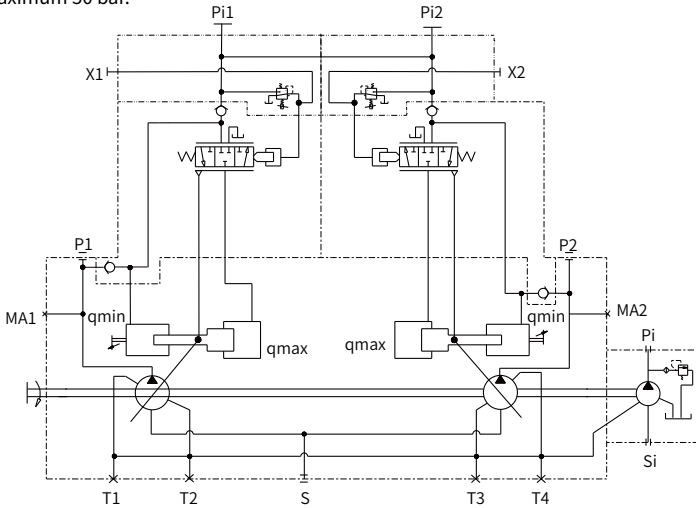 maximum 50 bar.
Pi1 Pi2
X1 X2
P1 P2
MA1 qmin qmin MA2
qmax qmax Pi
Si
T1 T2 S T3 T4